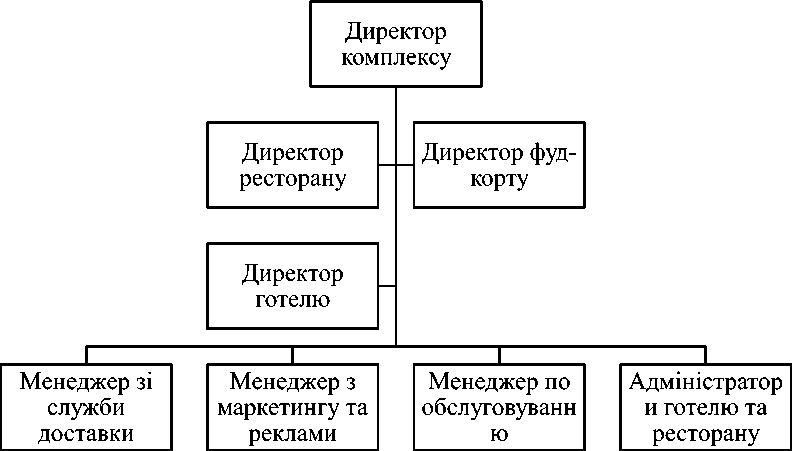 Директор
комплексу
Директор
ресторану
Директор фуд-
корту
Директор
готелю
Менеджер зі
служби
доставки
Менеджер з
маркетингу та
реклами
Менеджер по
обслуговуванн
ю
Адміністратор
и готелю та
ресторану